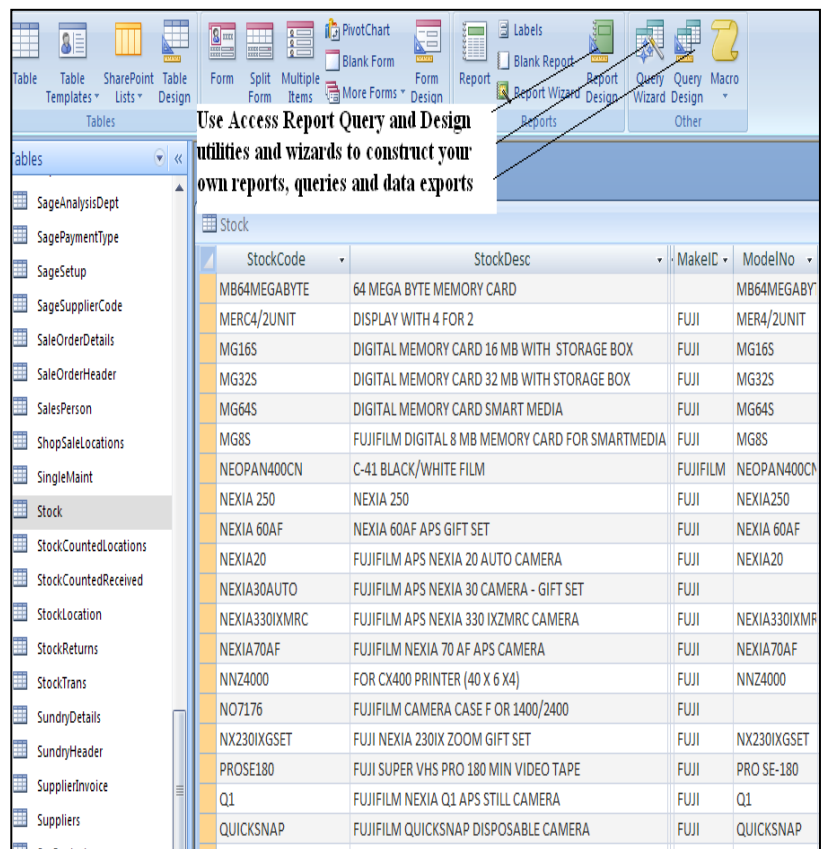 PivotChart
Labels
Blank Form
Blank Report
Table Table SharePoint Table Form Split Multiple More Forms Form Report Report Wizard Report Query Query Macro
Templates Lists Design Form Items Design Design Wizard Design
Tables Reports Other
Use Access Report Query and Design
utilities and wizards to construct your
own reports, queries and data exports
Tables
SageAnalysisDept
SagePaymentType
SageSetup
SageSupplierCode
SaleOrderDetails
SaleOrderHeader
SalesPerson
ShopSaleLocations
SingleMaint
Stock
StockCountedLocations
StockCountedReceived
StockLocation
StockReturns
StockTrans
SundryDetails
SundryHeader
SupplierInvoice
Suppliers
Stock
StockCode StockDesc MakeID ModelNo
MB64MEGABYTE 64 MEGA BYTE MEMORY CARD MB64MEGABY
MERC4/2UNIT DISPLAY WITH 4 FOR 2 FUJI MER4/2UNIT
MG16S DIGITAL MEMORY CARD 16 MB WITH STORAGE BOX FUJI MG16S
MG32S DIGITAL MEMORY CARD 32 MB WITH STORAGE BOX FUJI MG32S
MG64S DIGITAL MEMORY CARD SMART MEDIA FUJI MG64S
MG8S FUJIFILM DIGITAL 8 MB MEMORY CARD FOR SMARTMEDIA FUJI MG8S
NEOPAN400CN C-41 BLACK/WHITE FILM FUJIFILM NEOPAN400CN
NEXIA 250 NEXIA 250 FUJI NEXIA250
NEXIA 60AF NEXIA 60AF APS GIFT SET FUJI NEXIA 60AF
NEXIA20 FUJIFILM APS NEXIA 20 AUTO CAMERA FUJI NEXIA20
NEXIA30AUTO FUJIFILM APS NEXIA 30 CAMERA - GIFT SET FUJI
NEXIA330IXMRC FUJIFILM APS NEXIA 330 IXZMRC CAMERA FUJI NEXIA330IXMR
NEXIA70AF FUJIFILM NEXIA 70 AF APS CAMERA FUJI NEXIA70AF
NNZ4000 FOR CX400 PRINTER (40 X 6 X4) FUJI NNZ4000
NO7176 FUJIFILM CAMERA CASE F OR 1400/2400 FUJI
NX230IXGSET FUJI NEXIA 230IX ZOOM GIFT SET FUJI NX230IXGSET
PROSE180 FUJI SUPER VHS PRO 180 MIN VIDEO TAPE FUJI PRO SE-180
Q1 FUJIFILM NEXIA Q1 APS STILL CAMERA FUJI Q1
QUICKSNAP FUJIFILM QUICKSNAP DISPOSABLE CAMERA FUJI QUICKSNAP